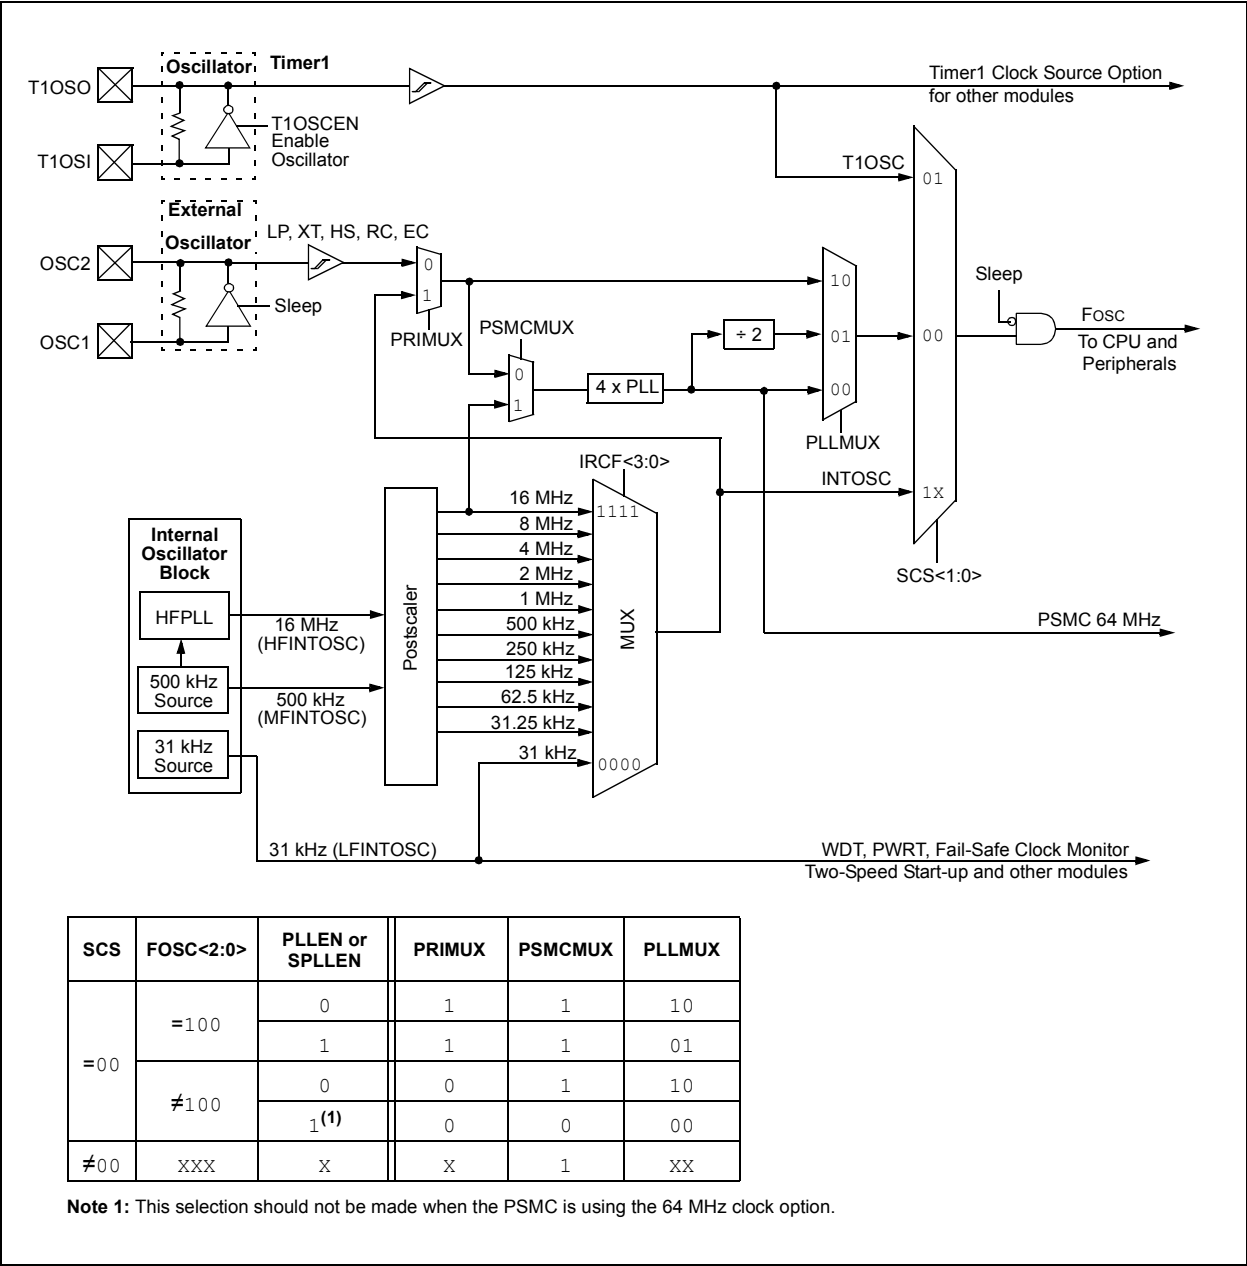 Oscillator Timer1
T1OSO
T1OSI
T1OSCEN
Enable
Oscillator
Timer1 Clock Source Option
for other modules
T1OSC
01
External
Oscillator
LP, XT, HS, RC, EC
OSC2
OSC1
Sleep
0
1
PRIMUX
PSMCMUX
0
1
4 x PLL
÷ 2
10
01
00
PLLMUX
00
Sleep
FOSC
To CPU and
Peripherals
INTOSC
1X
SCS<1:0>
PSMC 64 MHz
IRCF<3:0>
Internal
Oscillator
Block
HFPLL
500 kHz
Source
31 kHz
Source
16 MHz
(HFINTOSC)
500 kHz
(MFINTOSC)
Postscaler
16 MHz
8 MHz
4 MHz
2 MHz
1 MHz
500 kHz
250 kHz
125 kHz
62.5 kHz
31.25 kHz
31 kHz
1111
MUX
0000
31 kHz (LFINTOSC)
WDT, PWRT, Fail-Safe Clock Monitor
Two-Speed Start-up and other modules
SCS FOSC<2:0> PLLEN or SPLLEN PRIMUX PSMCMUX PLLMUX
=00 =100 0 1 1 10
1 1 1 01
≠100 0 0 1 10
1(1) 0 0 00
≠00 XXX X X 1 XX
Note 1: This selection should not be made when the PSMC is using the 64 MHz clock option.